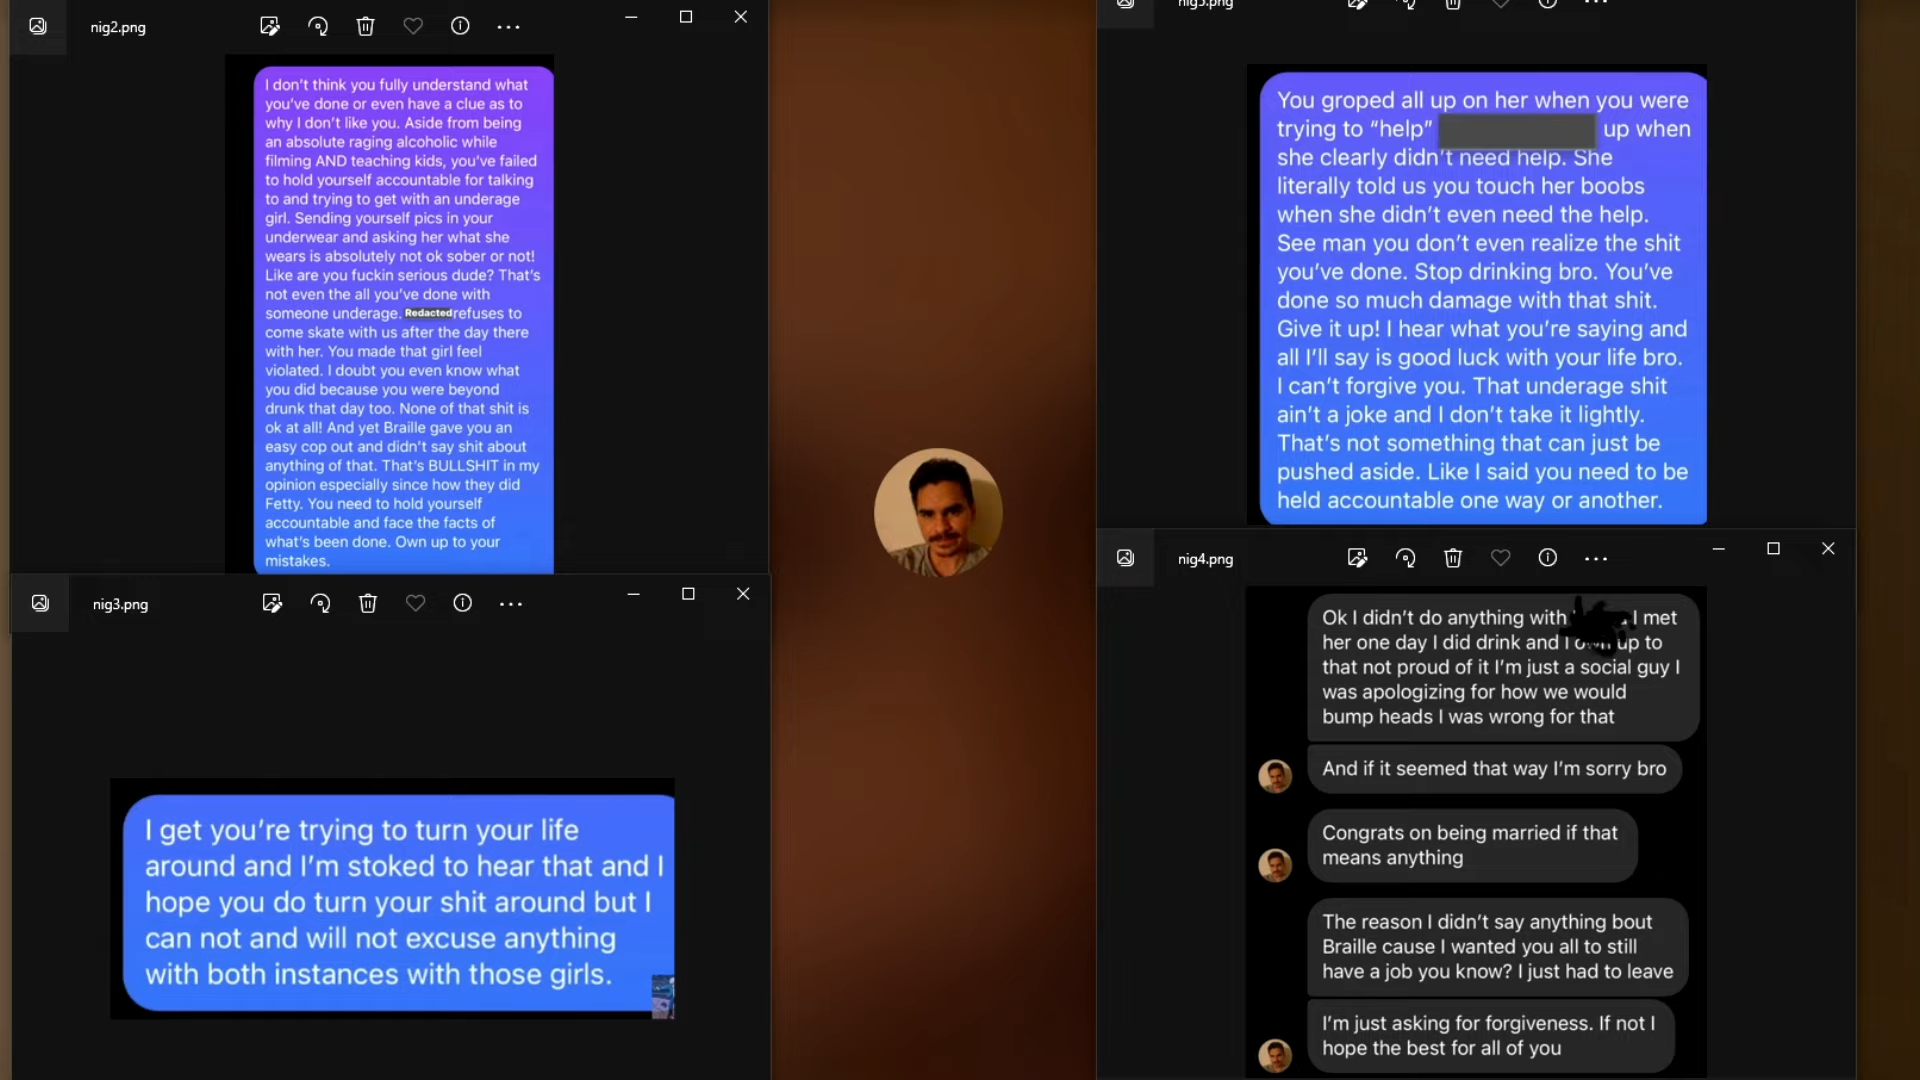 nig2.png
I don't think you fully understand what
you've done or even have a clue as to
why I don't like you. Aside from being
an absolute raging alcoholic while
filming AND teaching kids, you've failed
to hold yourself accountable for talking
to and trying to get with an underage
girl. Sending yourself pics in your
underwear and asking her what she
wears is absolutely not ok sober or not!
Like are you fuckin serious dude? That's
not even the all you've done with
someone underage. Redacted refuses to
come skate with us after the day there
with her. You made that girl feel
violated. I doubt you even know what
you did because you were beyond
drunk that day too. None of that shit is
ok at all! And yet Braille gave you an
easy cop out and didn't say shit about
anything of that. That's BULLSHIT in my
opinion especially since how they did
Fetty. You need to hold yourself
accountable and face the facts of
what's been done. Own up to your
mistakes.
nig3.png
I get you're trying to turn your life
around and I'm stoked to hear that and I
hope you do turn your shit around but I
can not and will not excuse anything
with both instances with those girls.
You groped all up on her when you were
trying to "help" up when
she clearly didn't need help. She
literally told us you touch her boobs
when she didn't even need the help.
See man you don't even realize the shit
you've done. Stop drinking bro. You've
done so much damage with that shit.
Give it up! I hear what you're saying and
all I'll say is good luck with your life bro.
I can't forgive you. That underage shit
ain't a joke and I don't take it lightly.
That's not something that can just be
pushed aside. Like I said you need to be
held accountable one way or another.
nig4.png
Ok I didn't do anything with I met
her one day I did drink and I own up to
that not proud of it I'm just a social guy I
was apologizing for how we would
bump heads I was wrong for that
And if it seemed that way I'm sorry bro
Congrats on being married if that
means anything
The reason I didn't say anything bout
Braille cause I wanted you all to still
have a job you know? I just had to leave
I'm just asking for forgiveness. If not I
hope the best for all of you